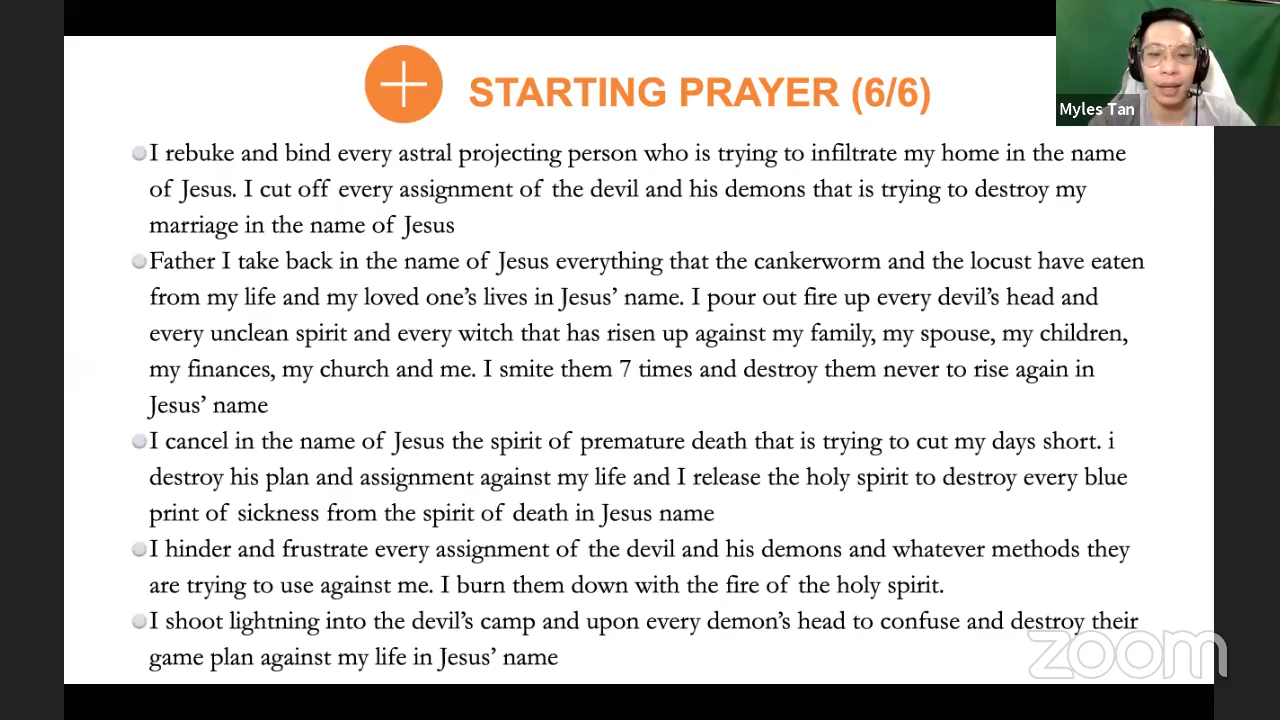 STARTING PRAYER (6/6)
Myles Tan
I rebuke and bind every astral projecting person who is trying to infiltrate my home in the name
of Jesus. I cut off every assignment of the devil and his demons that is trying to destroy my
marriage in the name of Jesus
Father I take back in the name of Jesus everything that the cankerworm and the locust have eaten
from my life and my loved one’s lives in Jesus’ name. I pour out fire up every devil’s head and
every unclean spirit and every witch that has risen up against my family, my spouse, my children,
my finances, my church and me. I smite them 7 times and destroy them never to rise again in
Jesus’ name
I cancel in the name of Jesus the spirit of premature death that is trying to cut my days short. i
destroy his plan and assignment against my life and I release the holy spirit to destroy every blue
print of sickness from the spirit of death in Jesus name
I hinder and frustrate every assignment of the devil and his demons and whatever methods they
are trying to use against me. I burn them down with the fire of the holy spirit.
I shoot lightning into the devil’s camp and upon every demon’s head to confuse and destroy their
game plan against my life in Jesus’ name
zoom